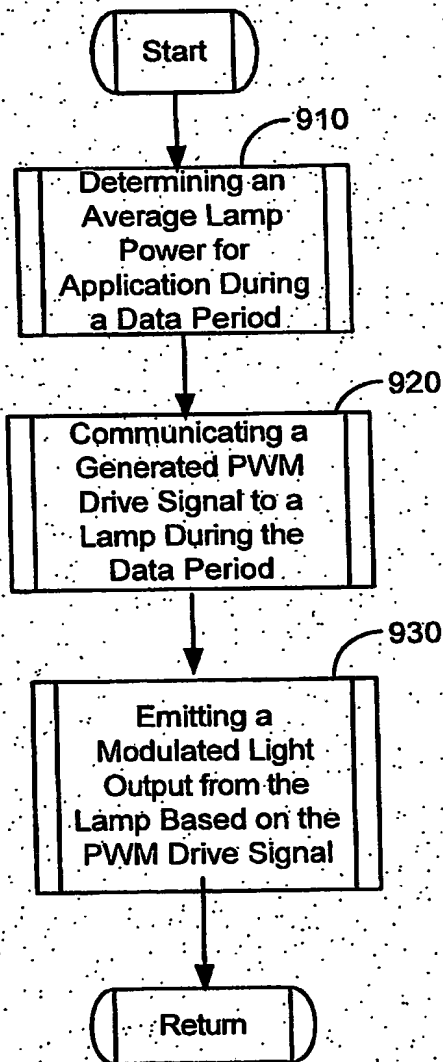 Start
910
Determining an
Average Lamp
Power for
Application During
a Data Period
920
Communicating a
Generated PWM
Drive Signal to a
Lamp During the
Data Period
930
Emitting a
Modulated Light
Output from the
Lamp Based on the
PWM Drive Signal
Return